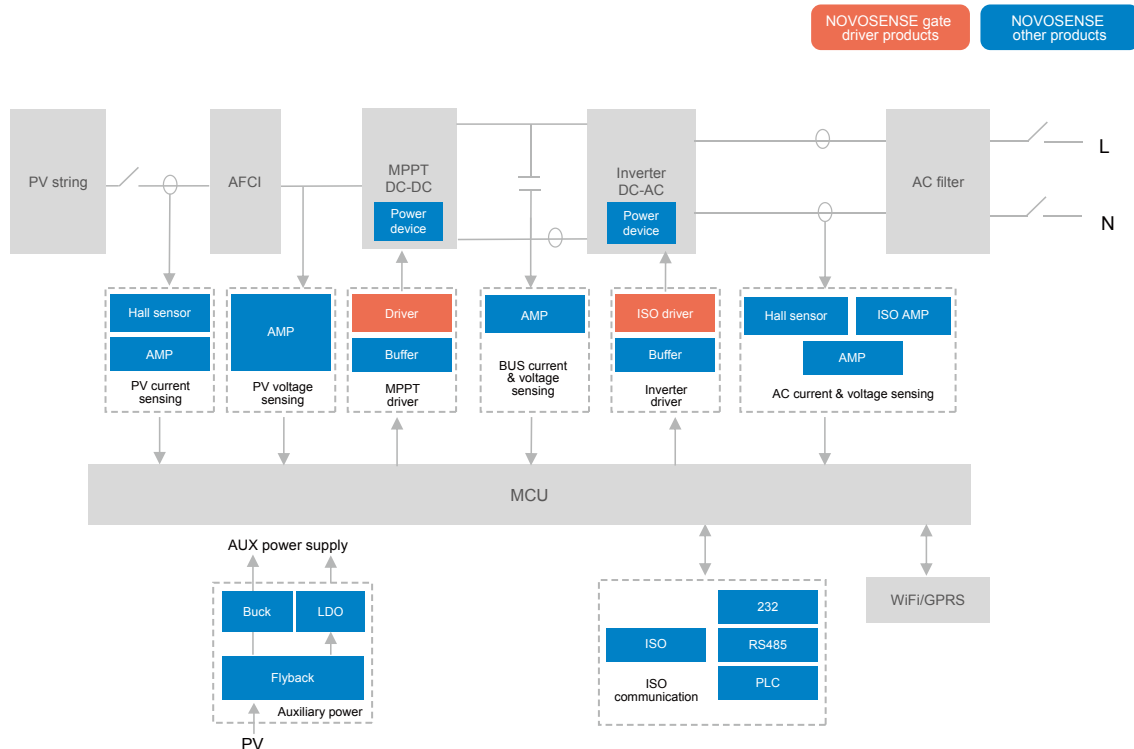 NOVOSENSE gate
driver products
NOVOSENSE
other products
PV string
AFCI
MPPT
DC-DC
Power
device
Inverter
DC-AC
Power
device
AC filter
L
N
Hall sensor
AMP
PV current
sensing
AMP
PV voltage
sensing
Driver
Buffer
MPPT
driver
AMP
BUS current
& voltage
sensing
ISO driver
Buffer
Inverter
driver
Hall sensor
ISO AMP
AMP
AC current & voltage sensing
MCU
AUX power supply
Buck
LDO
Flyback
Auxiliary power
PV
ISO
ISO
communication
232
RS485
PLC
WiFi/GPRS